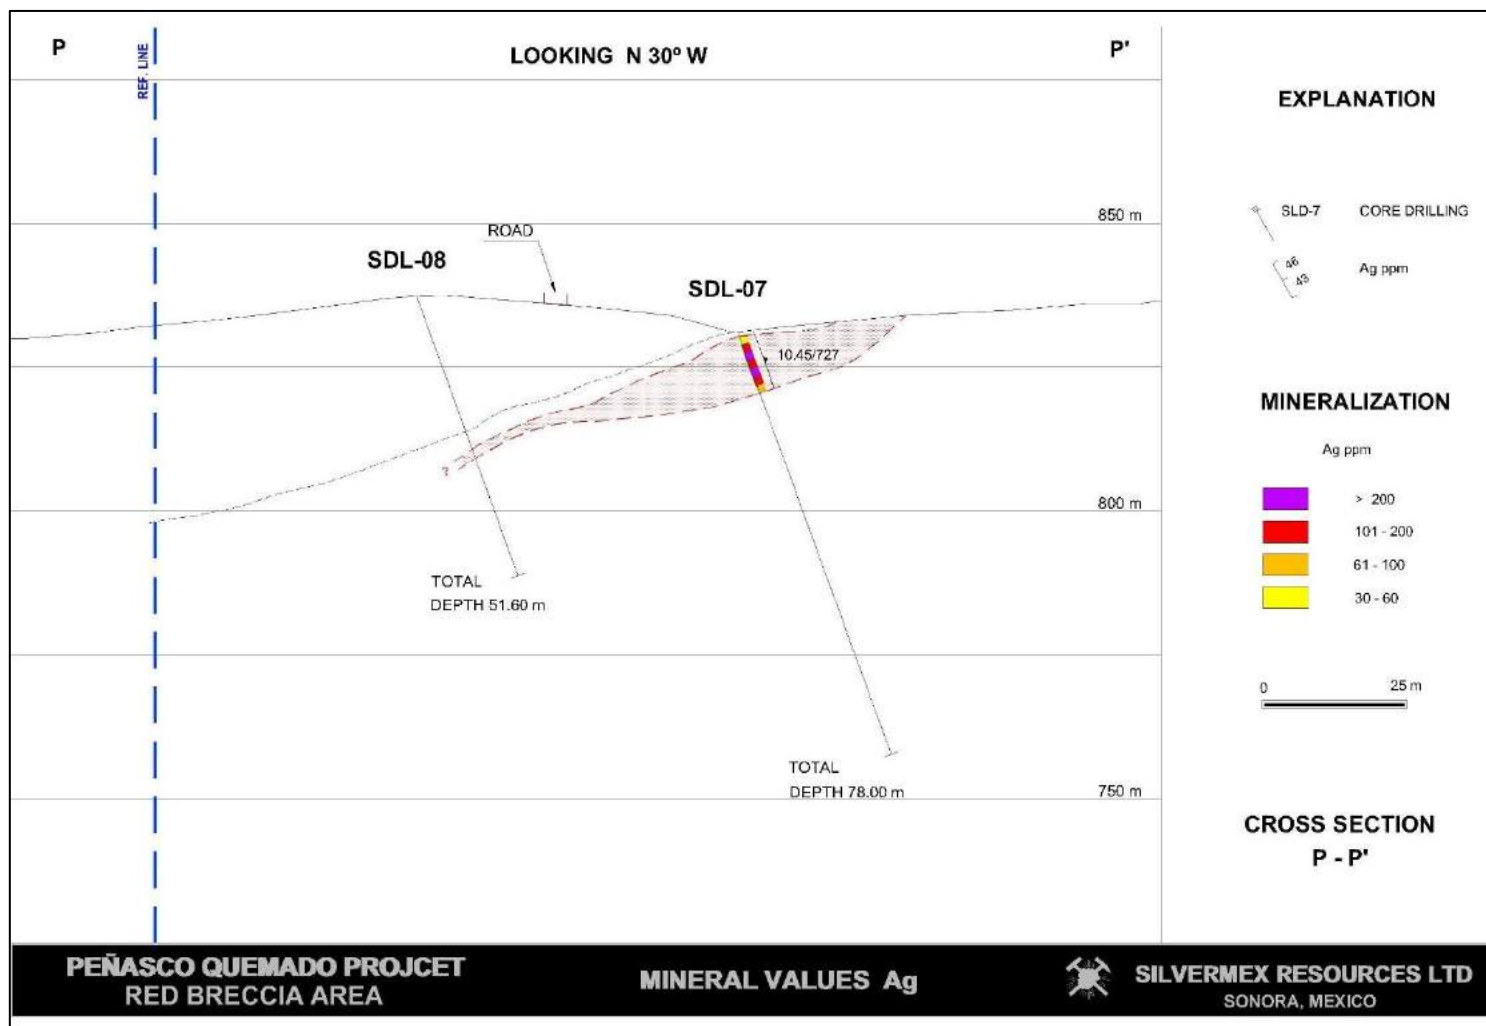 P
LOOKING N 30º W
P'
REF. LINE
850 m
ROAD
SDL-08
SDL-07
10.45/727
?
800 m
TOTAL
DEPTH 51.60 m
TOTAL
DEPTH 78.00 m
750 m
EXPLANATION
SLD-7 CORE DRILLING
46
43
Ag ppm
MINERALIZATION
Ag ppm
> 200
101 - 200
61 - 100
30 - 60
0 25 m
CROSS SECTION
P - P'
PEÑASCO QUEMADO PROJCET
RED BRECCIA AREA
MINERAL VALUES Ag
SILVERMEX RESOURCES LTD
SONORA, MEXICO